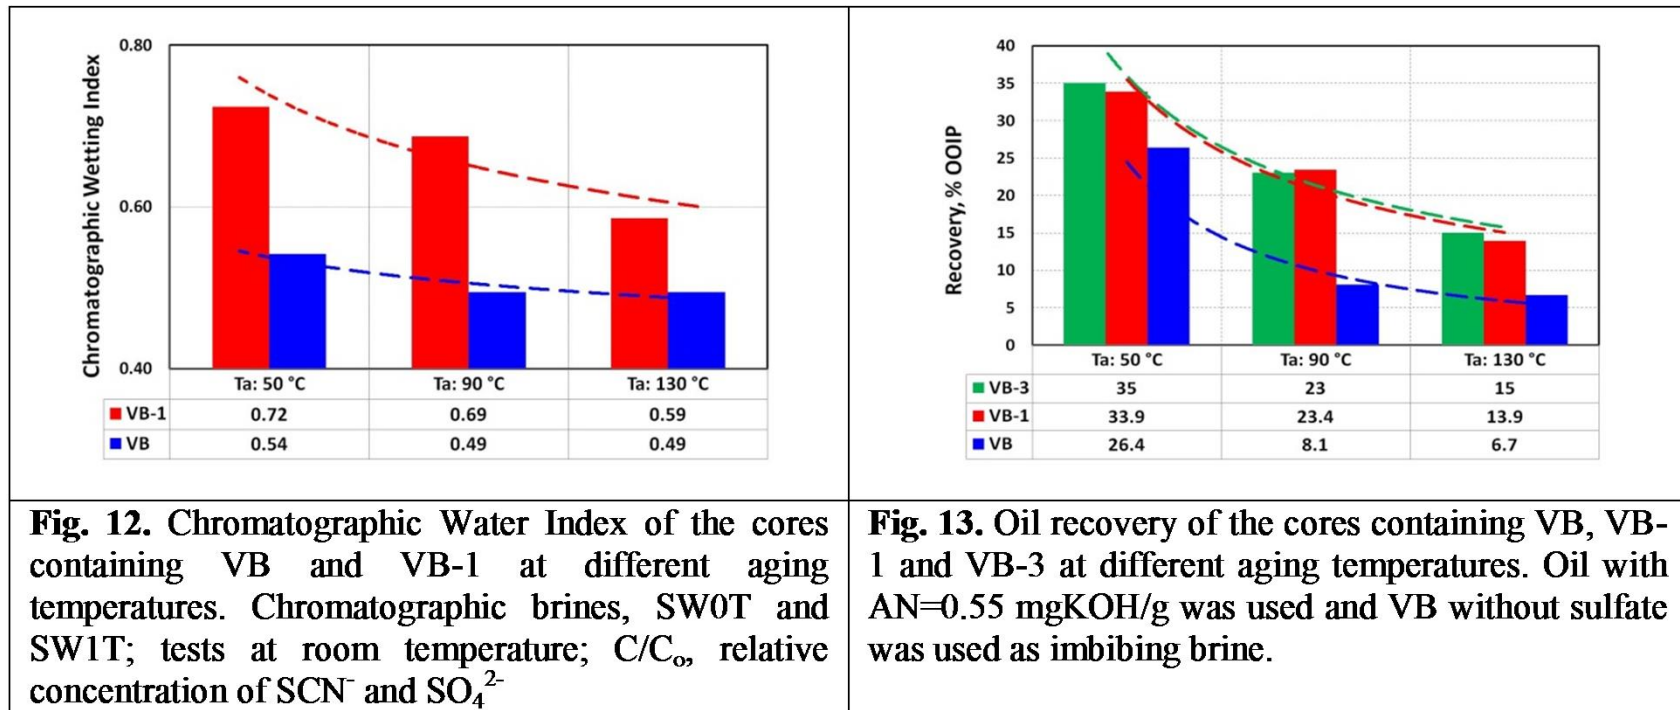 Chromatographic Wetting Index
0.80
0.60
0.40
Ta: 50 °C Ta: 90 °C Ta: 130 °C
VB-1 0.72 0.69 0.59
VB 0.54 0.49 0.49
Fig. 12. Chromatographic Water Index of the cores
containing VB and VB-1 at different aging
temperatures. Chromatographic brines, SW0T and
SW1T; tests at room temperature; C/Co, relative
concentration of SCN⁻ and SO₄²⁻
Recovery, % OOIP
40
35
30
25
20
15
10
5
0
Ta: 50 °C Ta: 90 °C Ta: 130 °C
VB-3 35 23 15
VB-1 33.9 23.4 13.9
VB 26.4 8.1 6.7
Fig. 13. Oil recovery of the cores containing VB, VB-
1 and VB-3 at different aging temperatures. Oil with
AN=0.55 mgKOH/g was used and VB without sulfate
was used as imbibing brine.